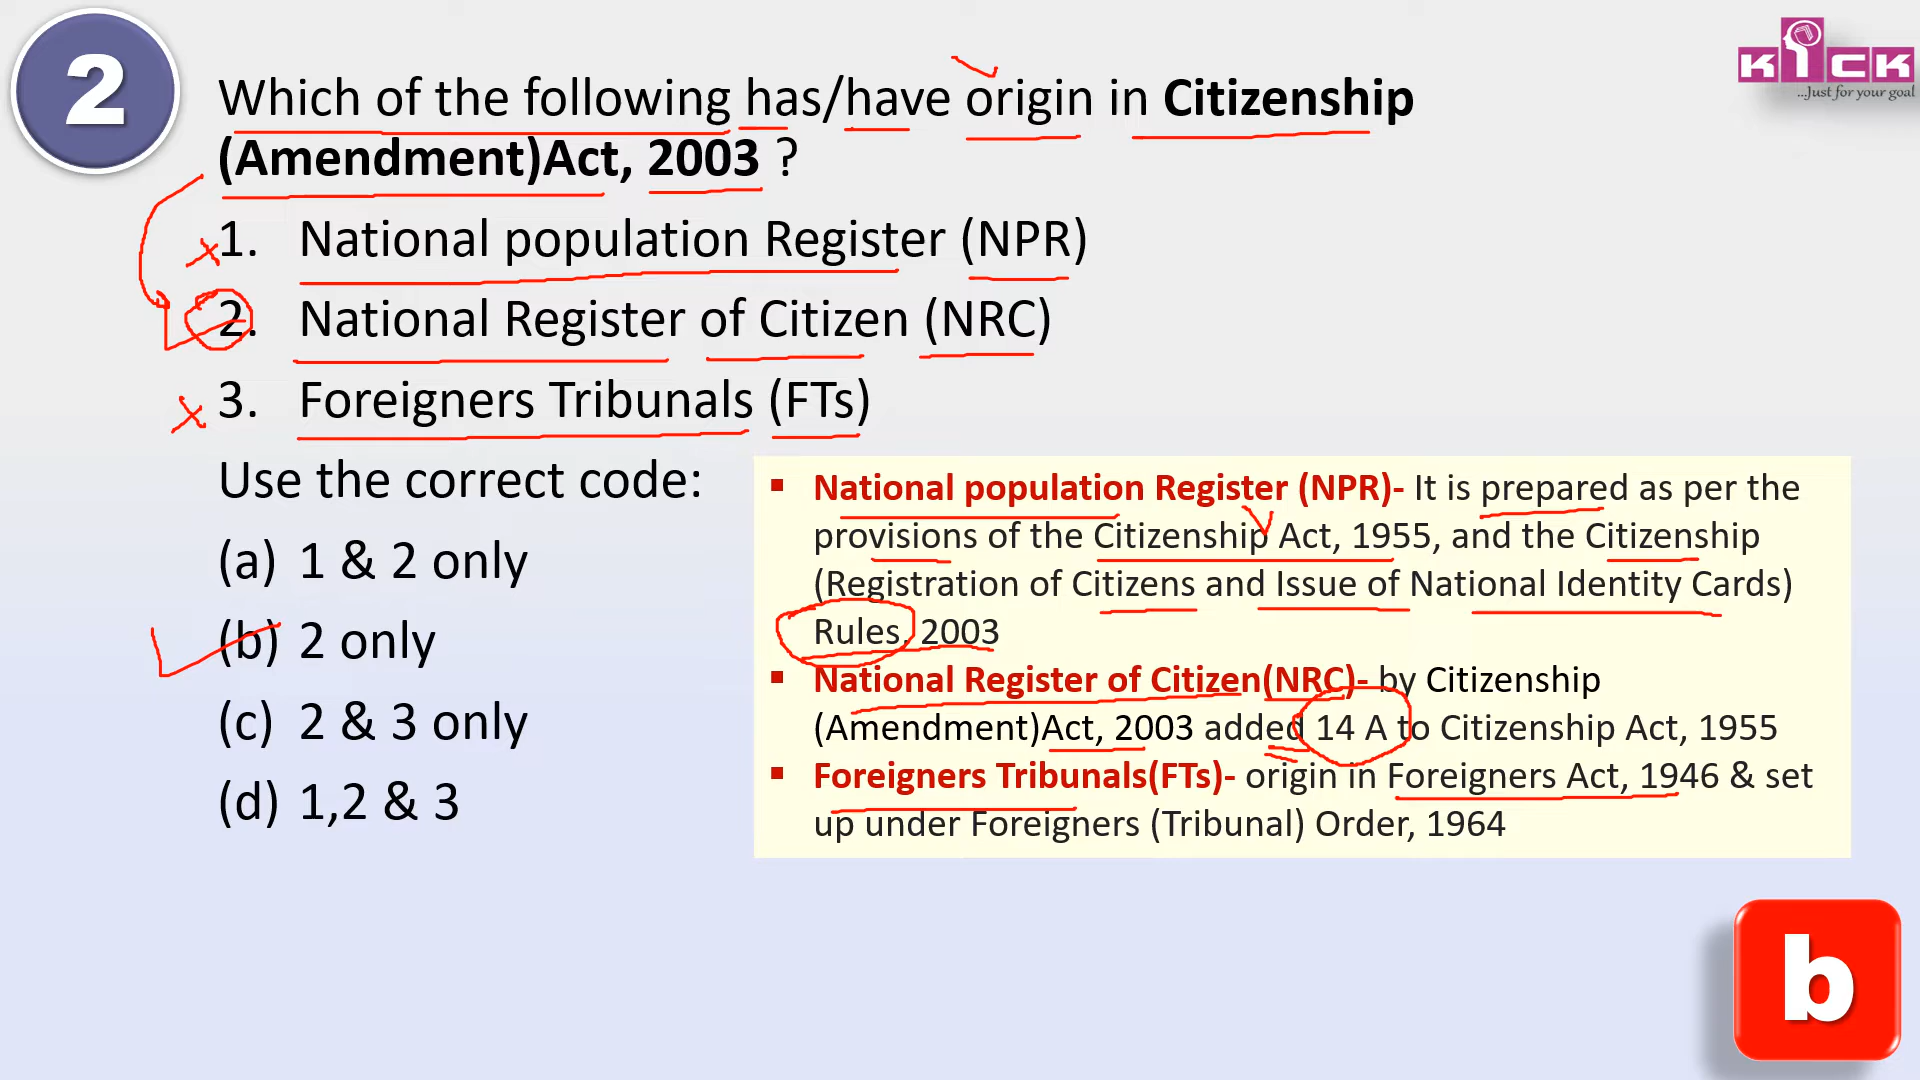 2
KICK
...Just for your goal
Which of the following has/have origin in Citizenship
(Amendment)Act, 2003 ?
1. National population Register (NPR)
2. National Register of Citizen (NRC)
3. Foreigners Tribunals (FTs)
Use the correct code:
(a) 1 & 2 only
(b) 2 only
(c) 2 & 3 only
(d) 1,2 & 3
▪ National population Register (NPR)- It is prepared as per the
provisions of the Citizenship Act, 1955, and the Citizenship
(Registration of Citizens and Issue of National Identity Cards)
Rules, 2003
▪ National Register of Citizen(NRC)- by Citizenship
(Amendment)Act, 2003 added 14 A to Citizenship Act, 1955
▪ Foreigners Tribunals(FTs)- origin in Foreigners Act, 1946 & set
up under Foreigners (Tribunal) Order, 1964
b